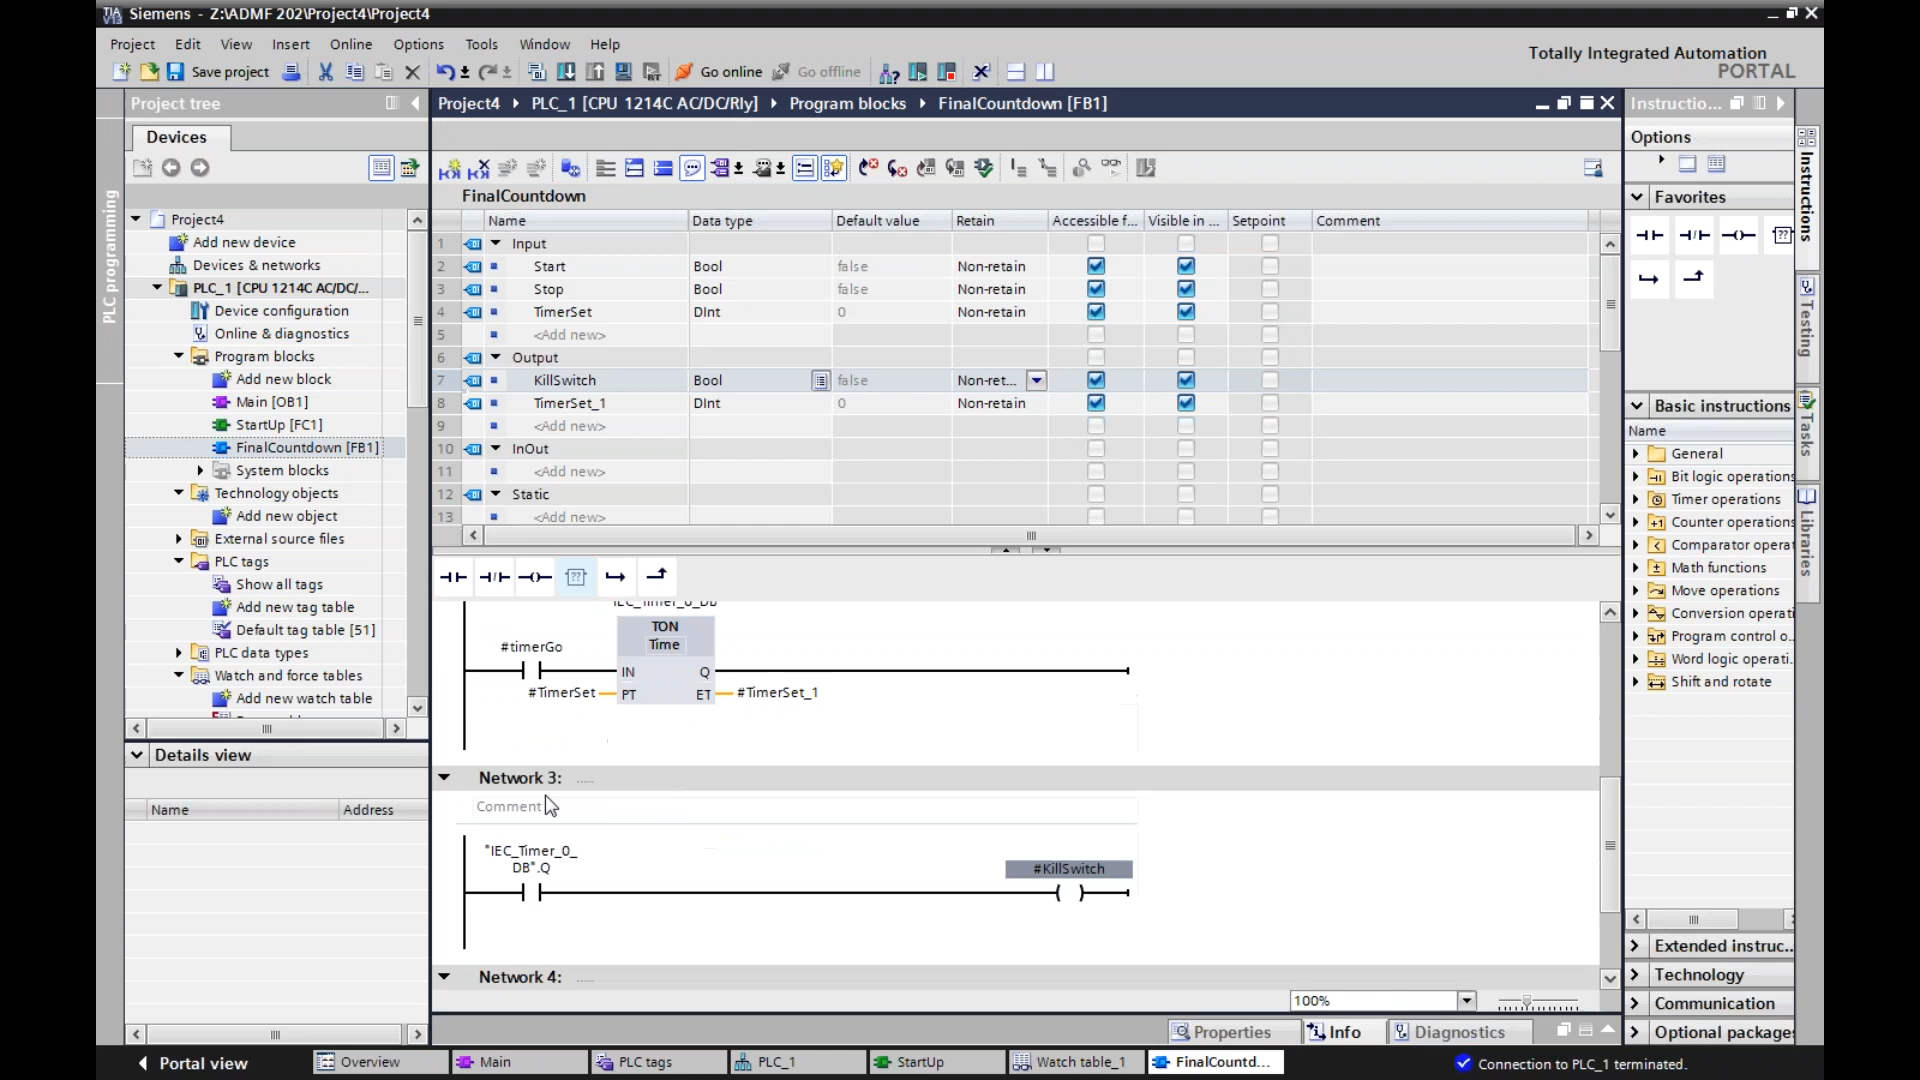 Siemens - Z:\ADMF 202\Project4\Project4
Project Edit View Insert Online Options Tools Window Help
Totally Integrated Automation
PORTAL
Save project Go online Go offline
Project tree
Project4 PLC_1 [CPU 1214C AC/DC/Rly] Program blocks FinalCountdown [FB1]
Instructio...
Devices
Options
PLC programming
FinalCountdown
Name Data type Default value Retain Accessible f... Visible in ... Setpoint Comment
1 Input
2 Start Bool false Non-retain
3 Stop Bool false Non-retain
4 TimerSet DInt 0 Non-retain
5 <Add new>
6 Output
7 KillSwitch Bool false Non-ret...
8 TimerSet_1 DInt 0 Non-retain
9 <Add new>
10 InOut
11 <Add new>
12 Static
13 <Add new>
Project4
Add new device
Devices & networks
PLC_1 [CPU 1214C AC/DC/...
Device configuration
Online & diagnostics
Program blocks
Add new block
Main [OB1]
StartUp [FC1]
FinalCountdown [FB1]
System blocks
Technology objects
Add new object
External source files
PLC tags
Show all tags
Add new tag table
Default tag table [51]
PLC data types
Watch and force tables
Add new watch table
Details view
Name Address
IEC_Timer_0_DB
TON
Time
#timerGo
IN Q
#TimerSet PT ET #TimerSet_1
Network 3: .....
Comment
"IEC_Timer_0_
DB".Q
#KillSwitch
Network 4: .....
100%
Properties Info Diagnostics
Favorites
??
Basic instructions
Name
General
Bit logic operations
Timer operations
Counter operations
Comparator operat
Math functions
Move operations
Conversion operati
Program control o...
Word logic operati.
Shift and rotate
Extended instruc...
Technology
Communication
Optional packages
Instructions
Testing
Tasks
Libraries
Portal view Overview Main PLC tags PLC_1 StartUp Watch table_1 FinalCountd...
Connection to PLC_1 terminated.